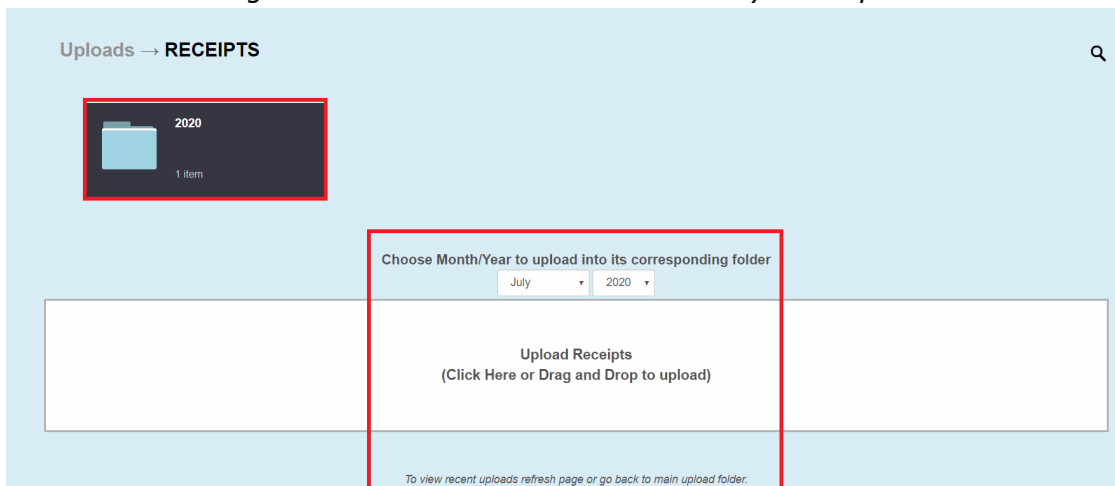 Uploads → RECEIPTS
2020
1 item
Choose Month/Year to upload into its corresponding folder
July 2020
Upload Receipts
(Click Here or Drag and Drop to upload)
To view recent uploads refresh page or go back to main upload folder.